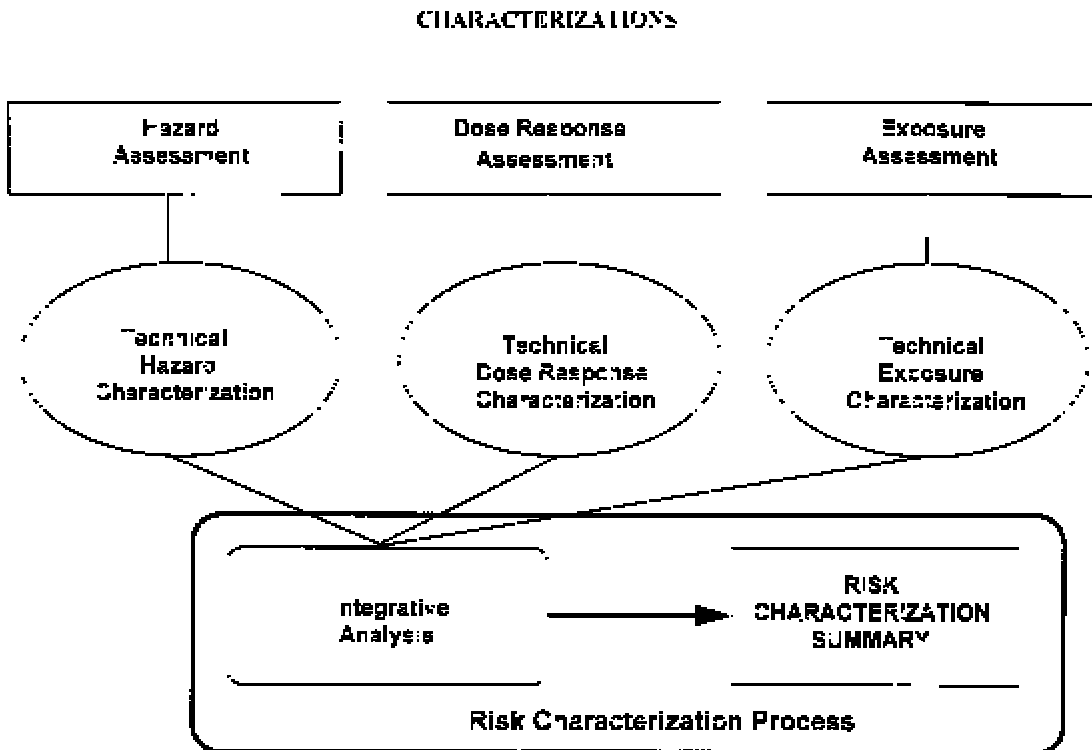 CHARACTERIZATIONS
Hazard
Assessment
Dose Response
Assessment
Exposure
Assessment
Technical
Hazard
Characterization
Technical
Dose Response
Characterization
Technical
Exposure
Characterization
Integrative
Analysis
RISK
CHARACTERIZATION
SUMMARY
Risk Characterization Process